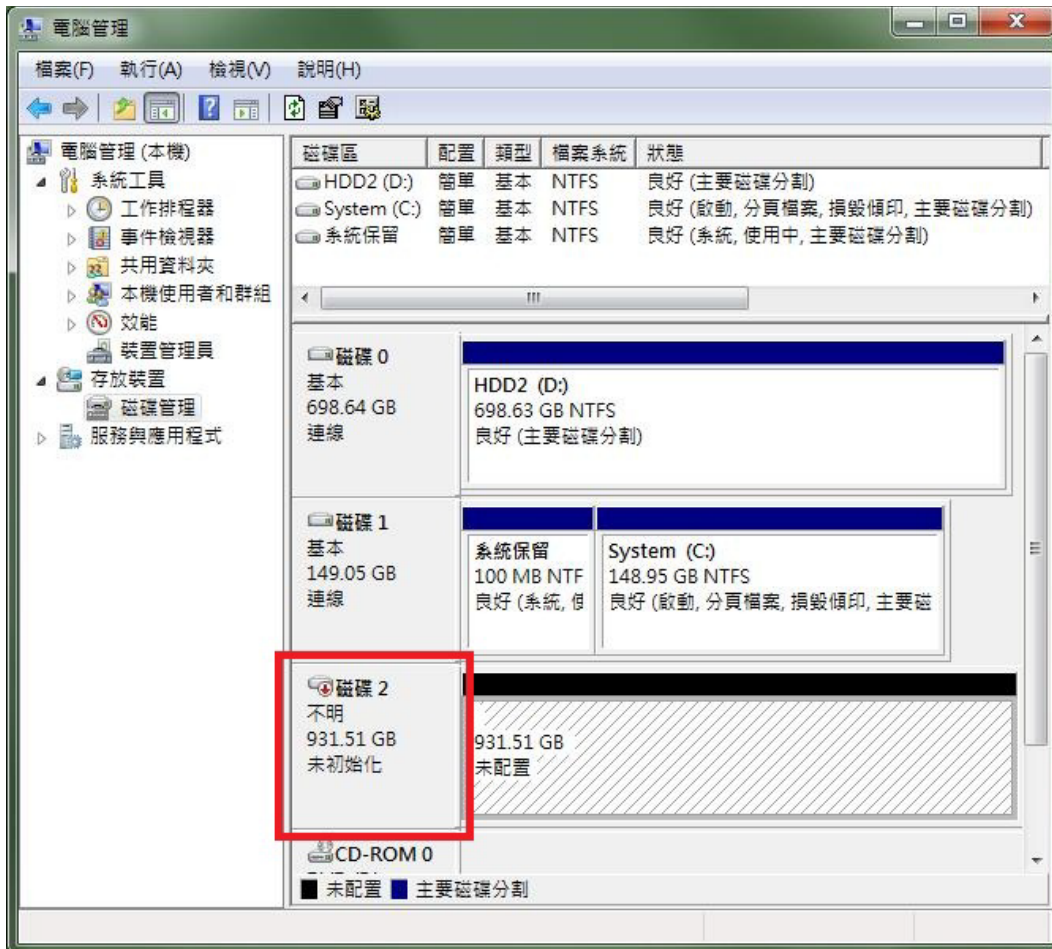 電腦管理
檔案(F) 執行(A) 檢視(V) 說明(H)
電腦管理 (本機)
系統工具
工作排程器
事件檢視器
共用資料夾
本機使用者和群組
效能
裝置管理員
存放裝置
磁碟管理
服務與應用程式
磁碟區 配置 類型 檔案系統 狀態
HDD2 (D:) 簡單 基本 NTFS 良好 (主要磁碟分割)
System (C:) 簡單 基本 NTFS 良好 (啟動, 分頁檔案, 損毀傾印, 主要磁碟分割)
系統保留 簡單 基本 NTFS 良好 (系統, 使用中, 主要磁碟分割)
磁碟 0
基本
698.64 GB
連線
HDD2 (D:)
698.63 GB NTFS
良好 (主要磁碟分割)
磁碟 1
基本
149.05 GB
連線
系統保留
100 MB NTF
良好 (系統, 使
System (C:)
148.95 GB NTFS
良好 (啟動, 分頁檔案, 損毀傾印, 主要磁
磁碟 2
不明
931.51 GB
未初始化
931.51 GB
未配置
CD-ROM 0
未配置 主要磁碟分割